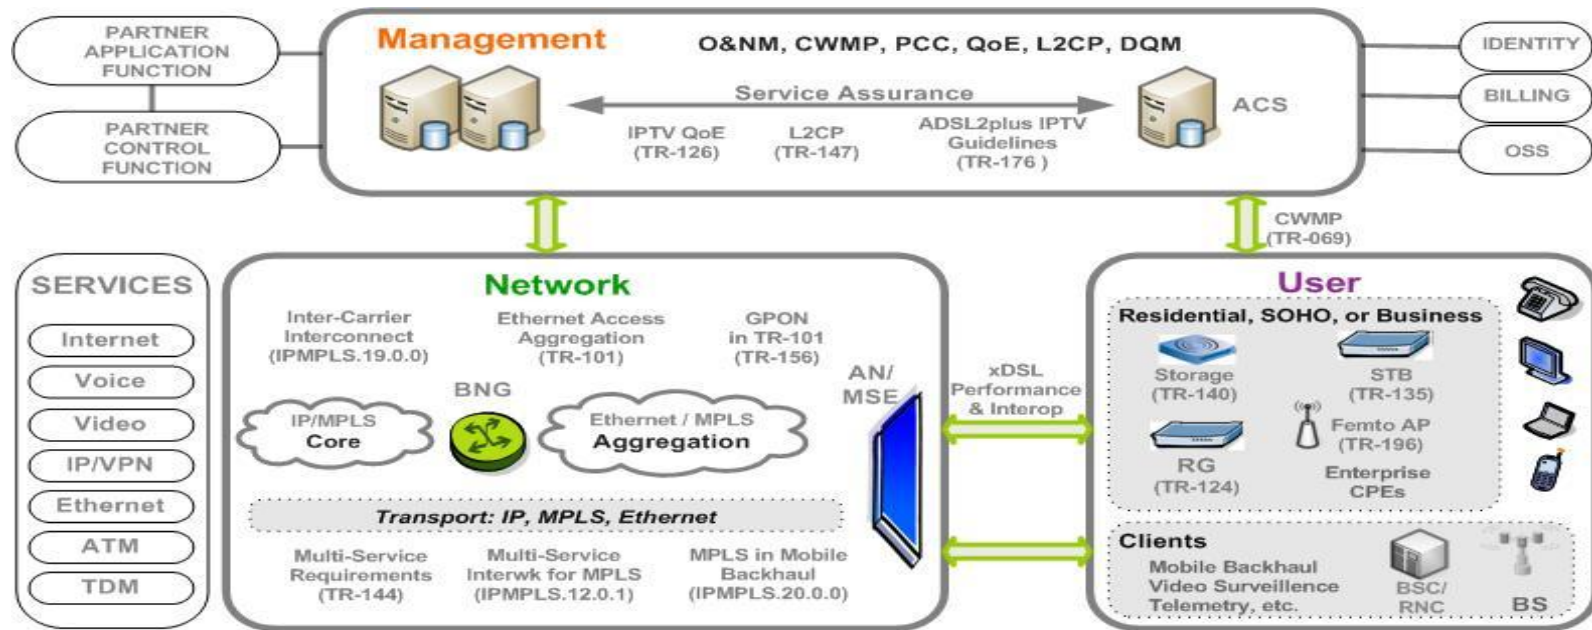 PARTNER
APPLICATION
FUNCTION
PARTNER
CONTROL
FUNCTION
Management
O&NM, CWMP, PCC, QoE, L2CP, DQM
Service Assurance
IPTV QoE
(TR-126)
L2CP
(TR-147)
ADSL2plus IPTV
Guidelines
(TR-176 )
ACS
IDENTITY
BILLING
OSS
CWMP
(TR-069)
SERVICES
Internet
Voice
Video
IP/VPN
Ethernet
ATM
TDM
Network
Inter-Carrier
Interconnect
(IPMPLS.19.0.0)
Ethernet Access
Aggregation
(TR-101)
GPON
in TR-101
(TR-156)
BNG
AN/
MSE
IP/MPLS
Core
Ethernet / MPLS
Aggregation
Transport: IP, MPLS, Ethernet
Multi-Service
Requirements
(TR-144)
Multi-Service
Interwk for MPLS
(IPMPLS.12.0.1)
MPLS in Mobile
Backhaul
(IPMPLS.20.0.0)
xDSL
Performance
& Interop
User
Residential, SOHO, or Business
Storage
(TR-140)
STB
(TR-135)
RG
(TR-124)
Femto AP
(TR-196)
Enterprise
CPEs
Clients
Mobile Backhaul
Video Surveillence
Telemetry, etc.
BSC/
RNC
BS